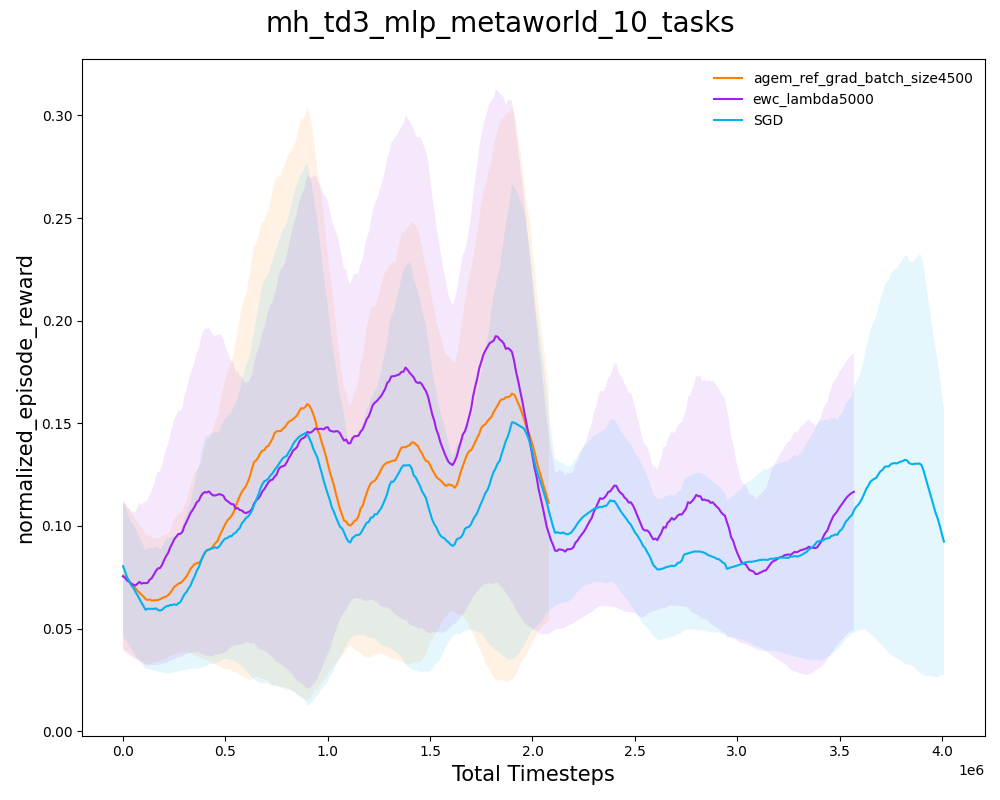 mh_td3_mlp_metaworld_10_tasks
agem_ref_grad_batch_size4500
ewc_lambda5000
SGD
normalized_episode_reward
0.30
0.25
0.20
0.15
0.10
0.05
0.00
0.0 0.5 1.0 1.5 2.0 2.5 3.0 3.5 4.0
1e6
Total Timesteps